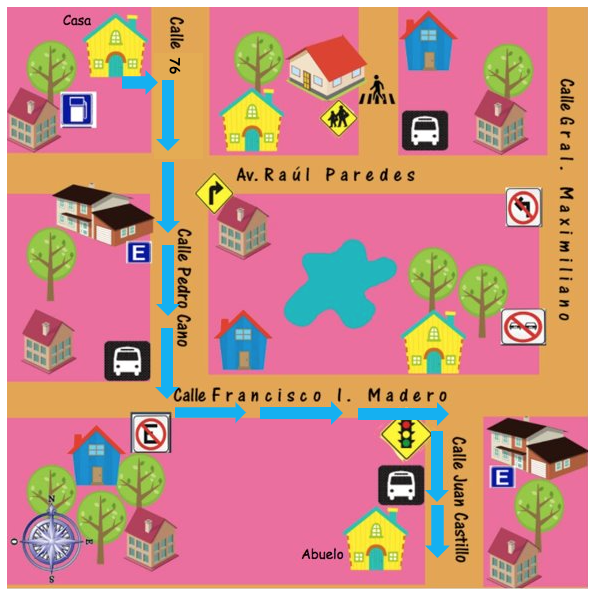 Casa
Calle 76
Av. Raúl Paredes
Calle Gral. Maximiliano
E
Calle Pedro Cano
Calle Francisco I. Madero
E
Calle Juan Castillo
Abuelo
N
O
E
S